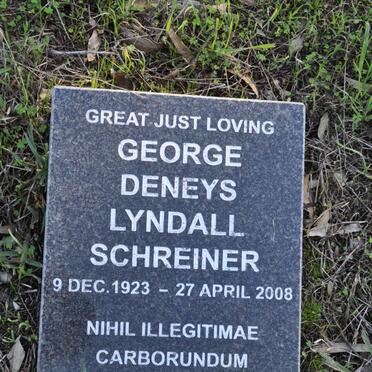 GREAT JUST LOVING
GEORGE
DENEYS
LYNDALL
SCHREINER
9 DEC.1923 – 27 APRIL 2008
NIHIL ILLEGITIMAE
CARBORUNDUM